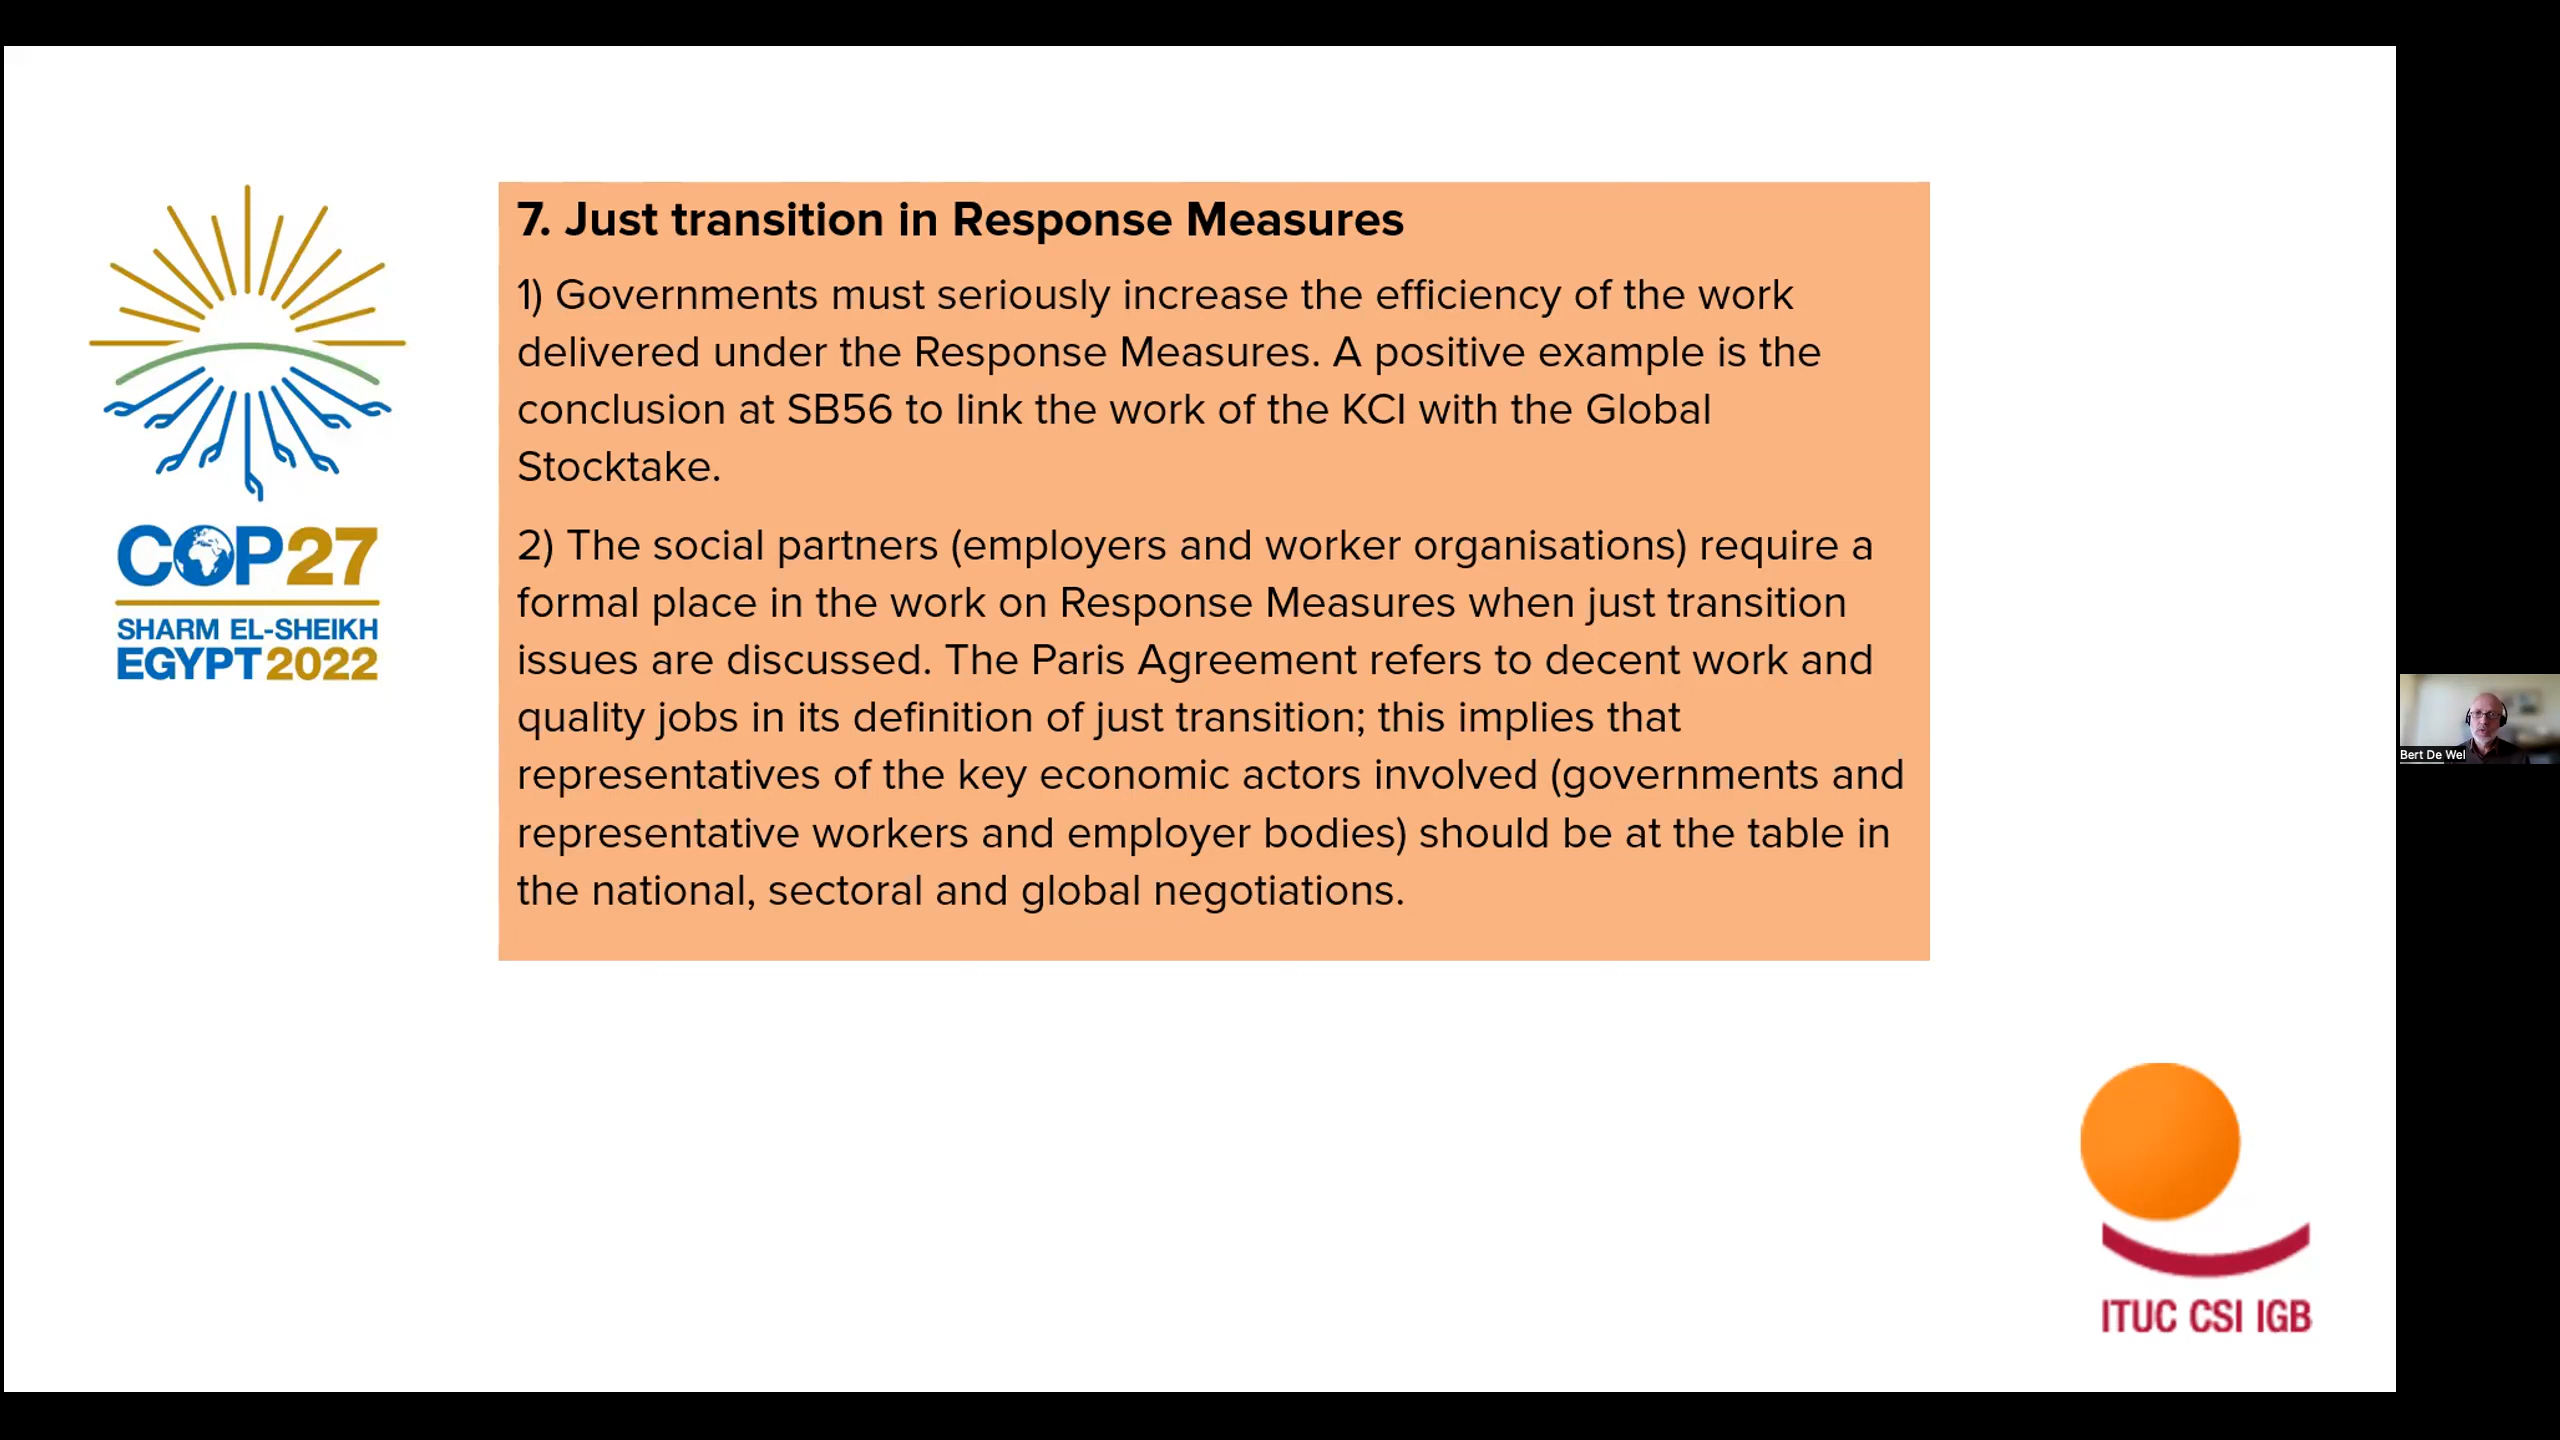 COP27
SHARM EL-SHEIKH
EGYPT 2022
7. Just transition in Response Measures
1) Governments must seriously increase the efficiency of the work
delivered under the Response Measures. A positive example is the
conclusion at SB56 to link the work of the KCI with the Global
Stocktake.
2) The social partners (employers and worker organisations) require a
formal place in the work on Response Measures when just transition
issues are discussed. The Paris Agreement refers to decent work and
quality jobs in its definition of just transition; this implies that
representatives of the key economic actors involved (governments and
representative workers and employer bodies) should be at the table in
the national, sectoral and global negotiations.
Bert De Wel
ITUC CSI IGB